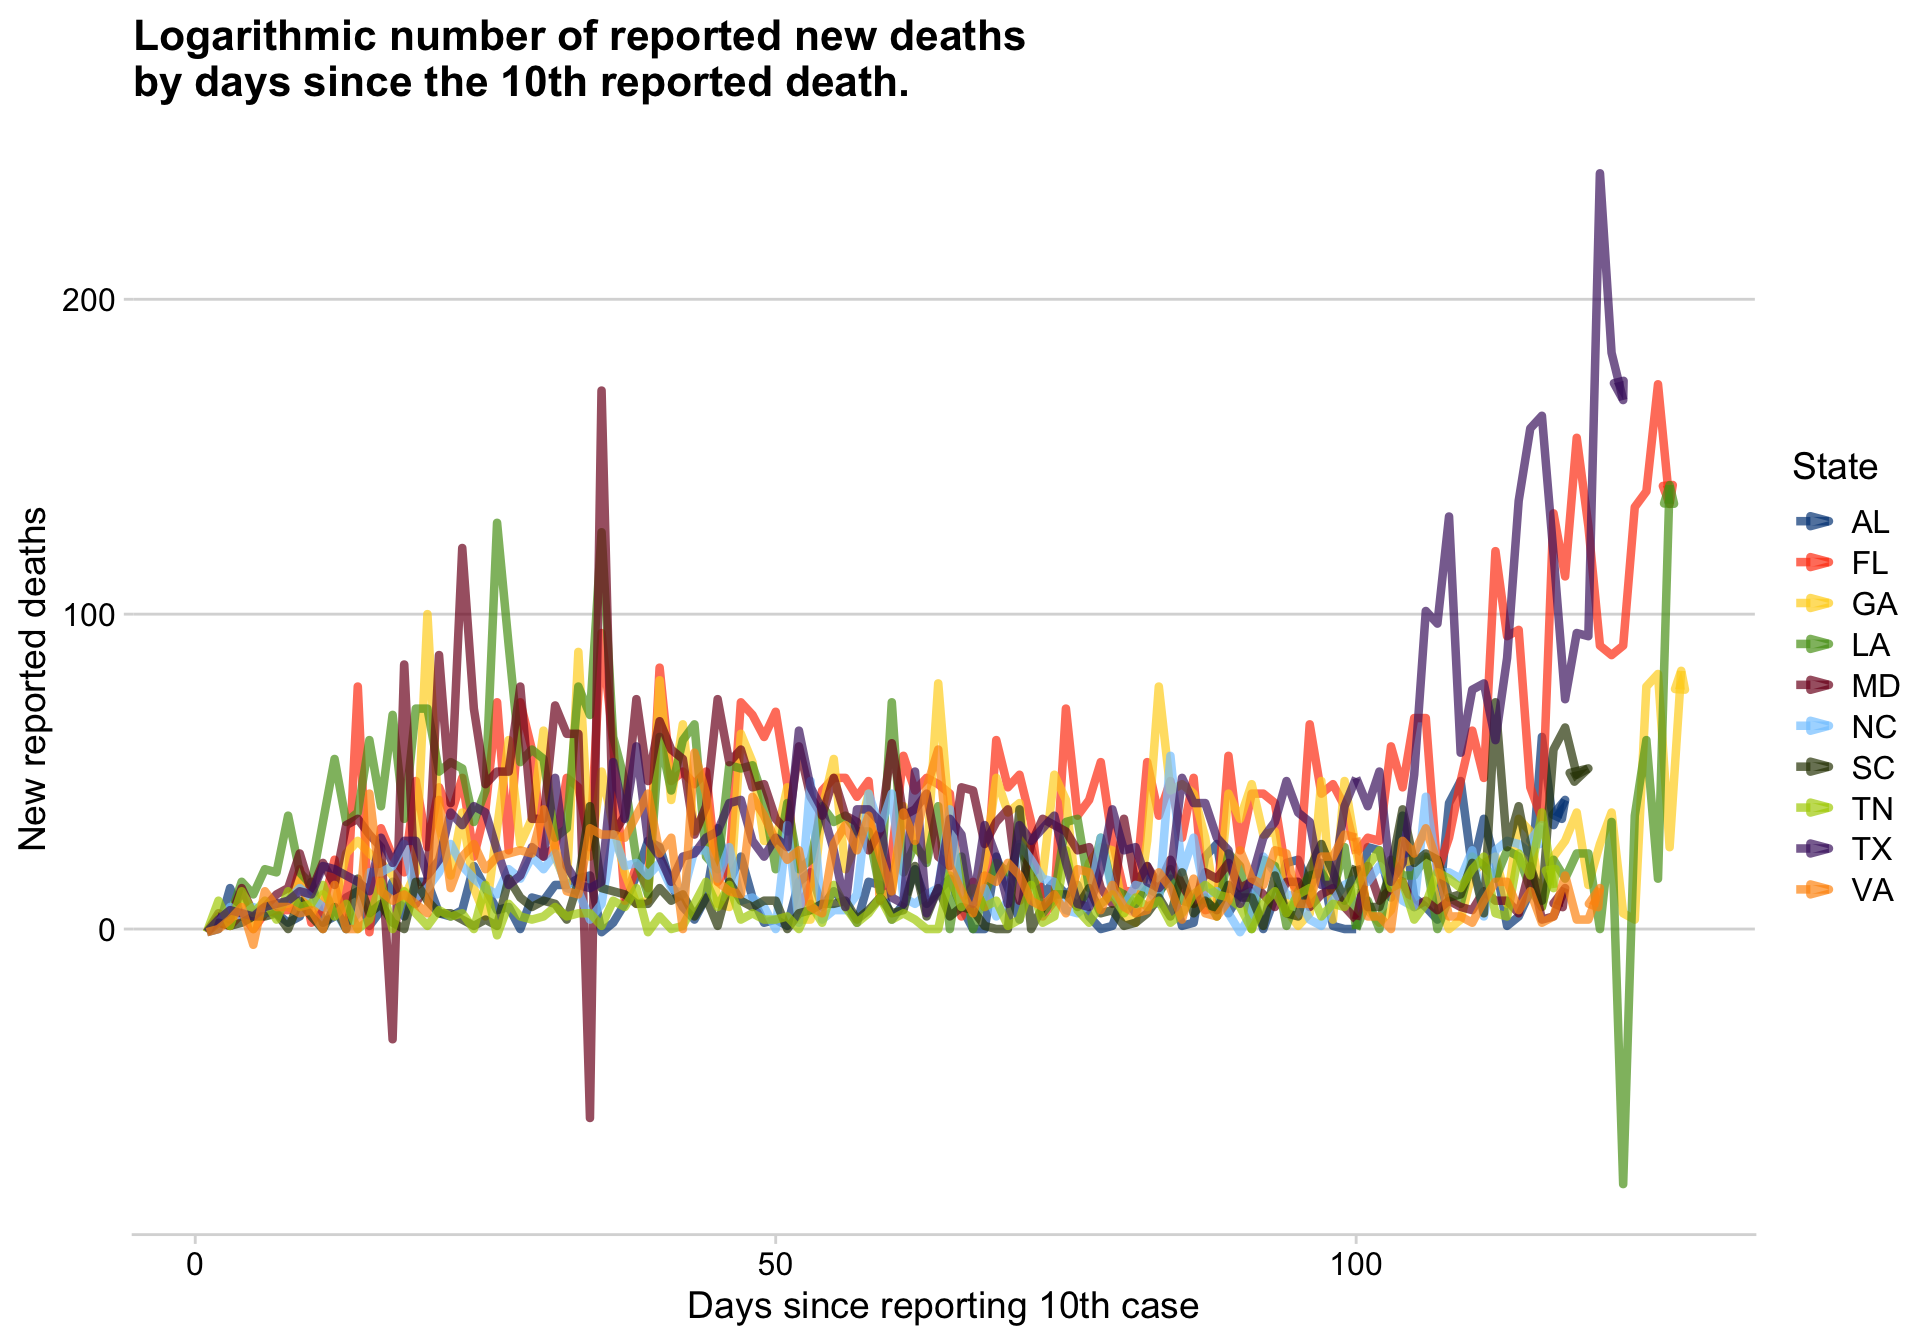 Logarithmic number of reported new deaths
by days since the 10th reported death.
New reported deaths
200
100
0
0
50
100
Days since reporting 10th case
State
AL
FL
GA
LA
MD
NC
SC
TN
TX
VA